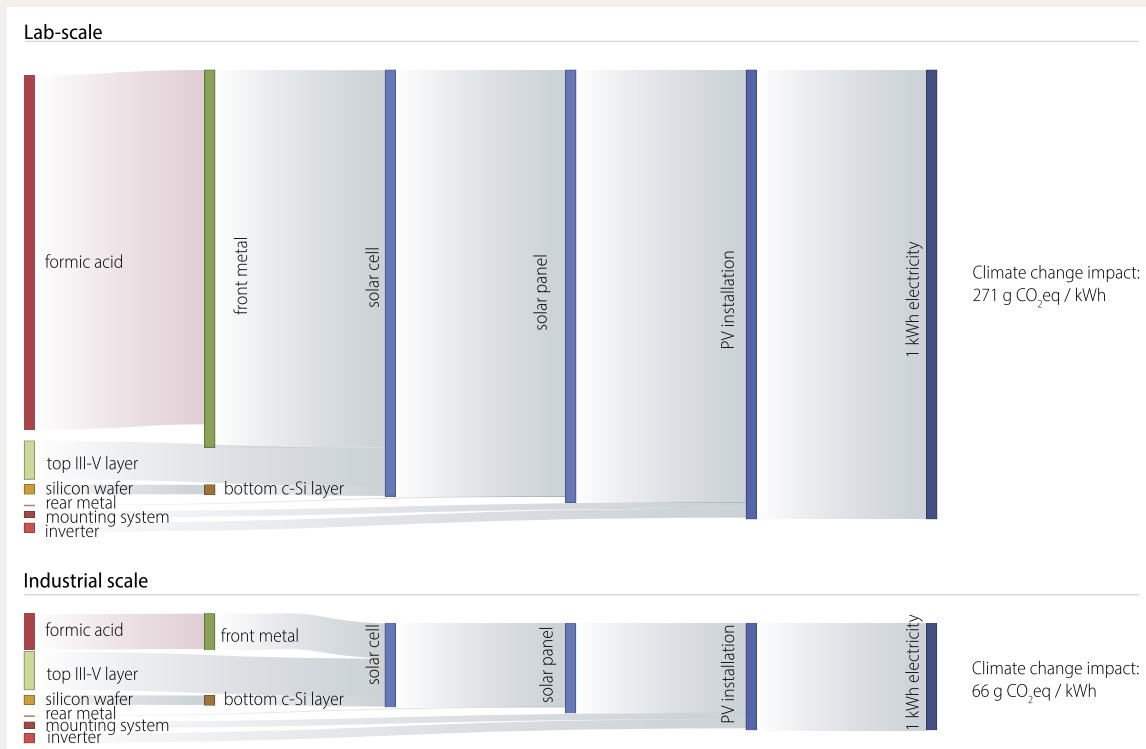 Lab-scale
formic acid
front metal
solar cell
solar panel
PV installation
1 kWh electricity
Climate change impact:
271 g CO₂eq / kWh
top III-V layer
silicon wafer
bottom c-Si layer
rear metal
mounting system
inverter
Industrial scale
formic acid
front metal
solar cell
solar panel
PV installation
1 kWh electricity
Climate change impact:
66 g CO₂eq / kWh
top III-V layer
silicon wafer
bottom c-Si layer
rear metal
mounting system
inverter